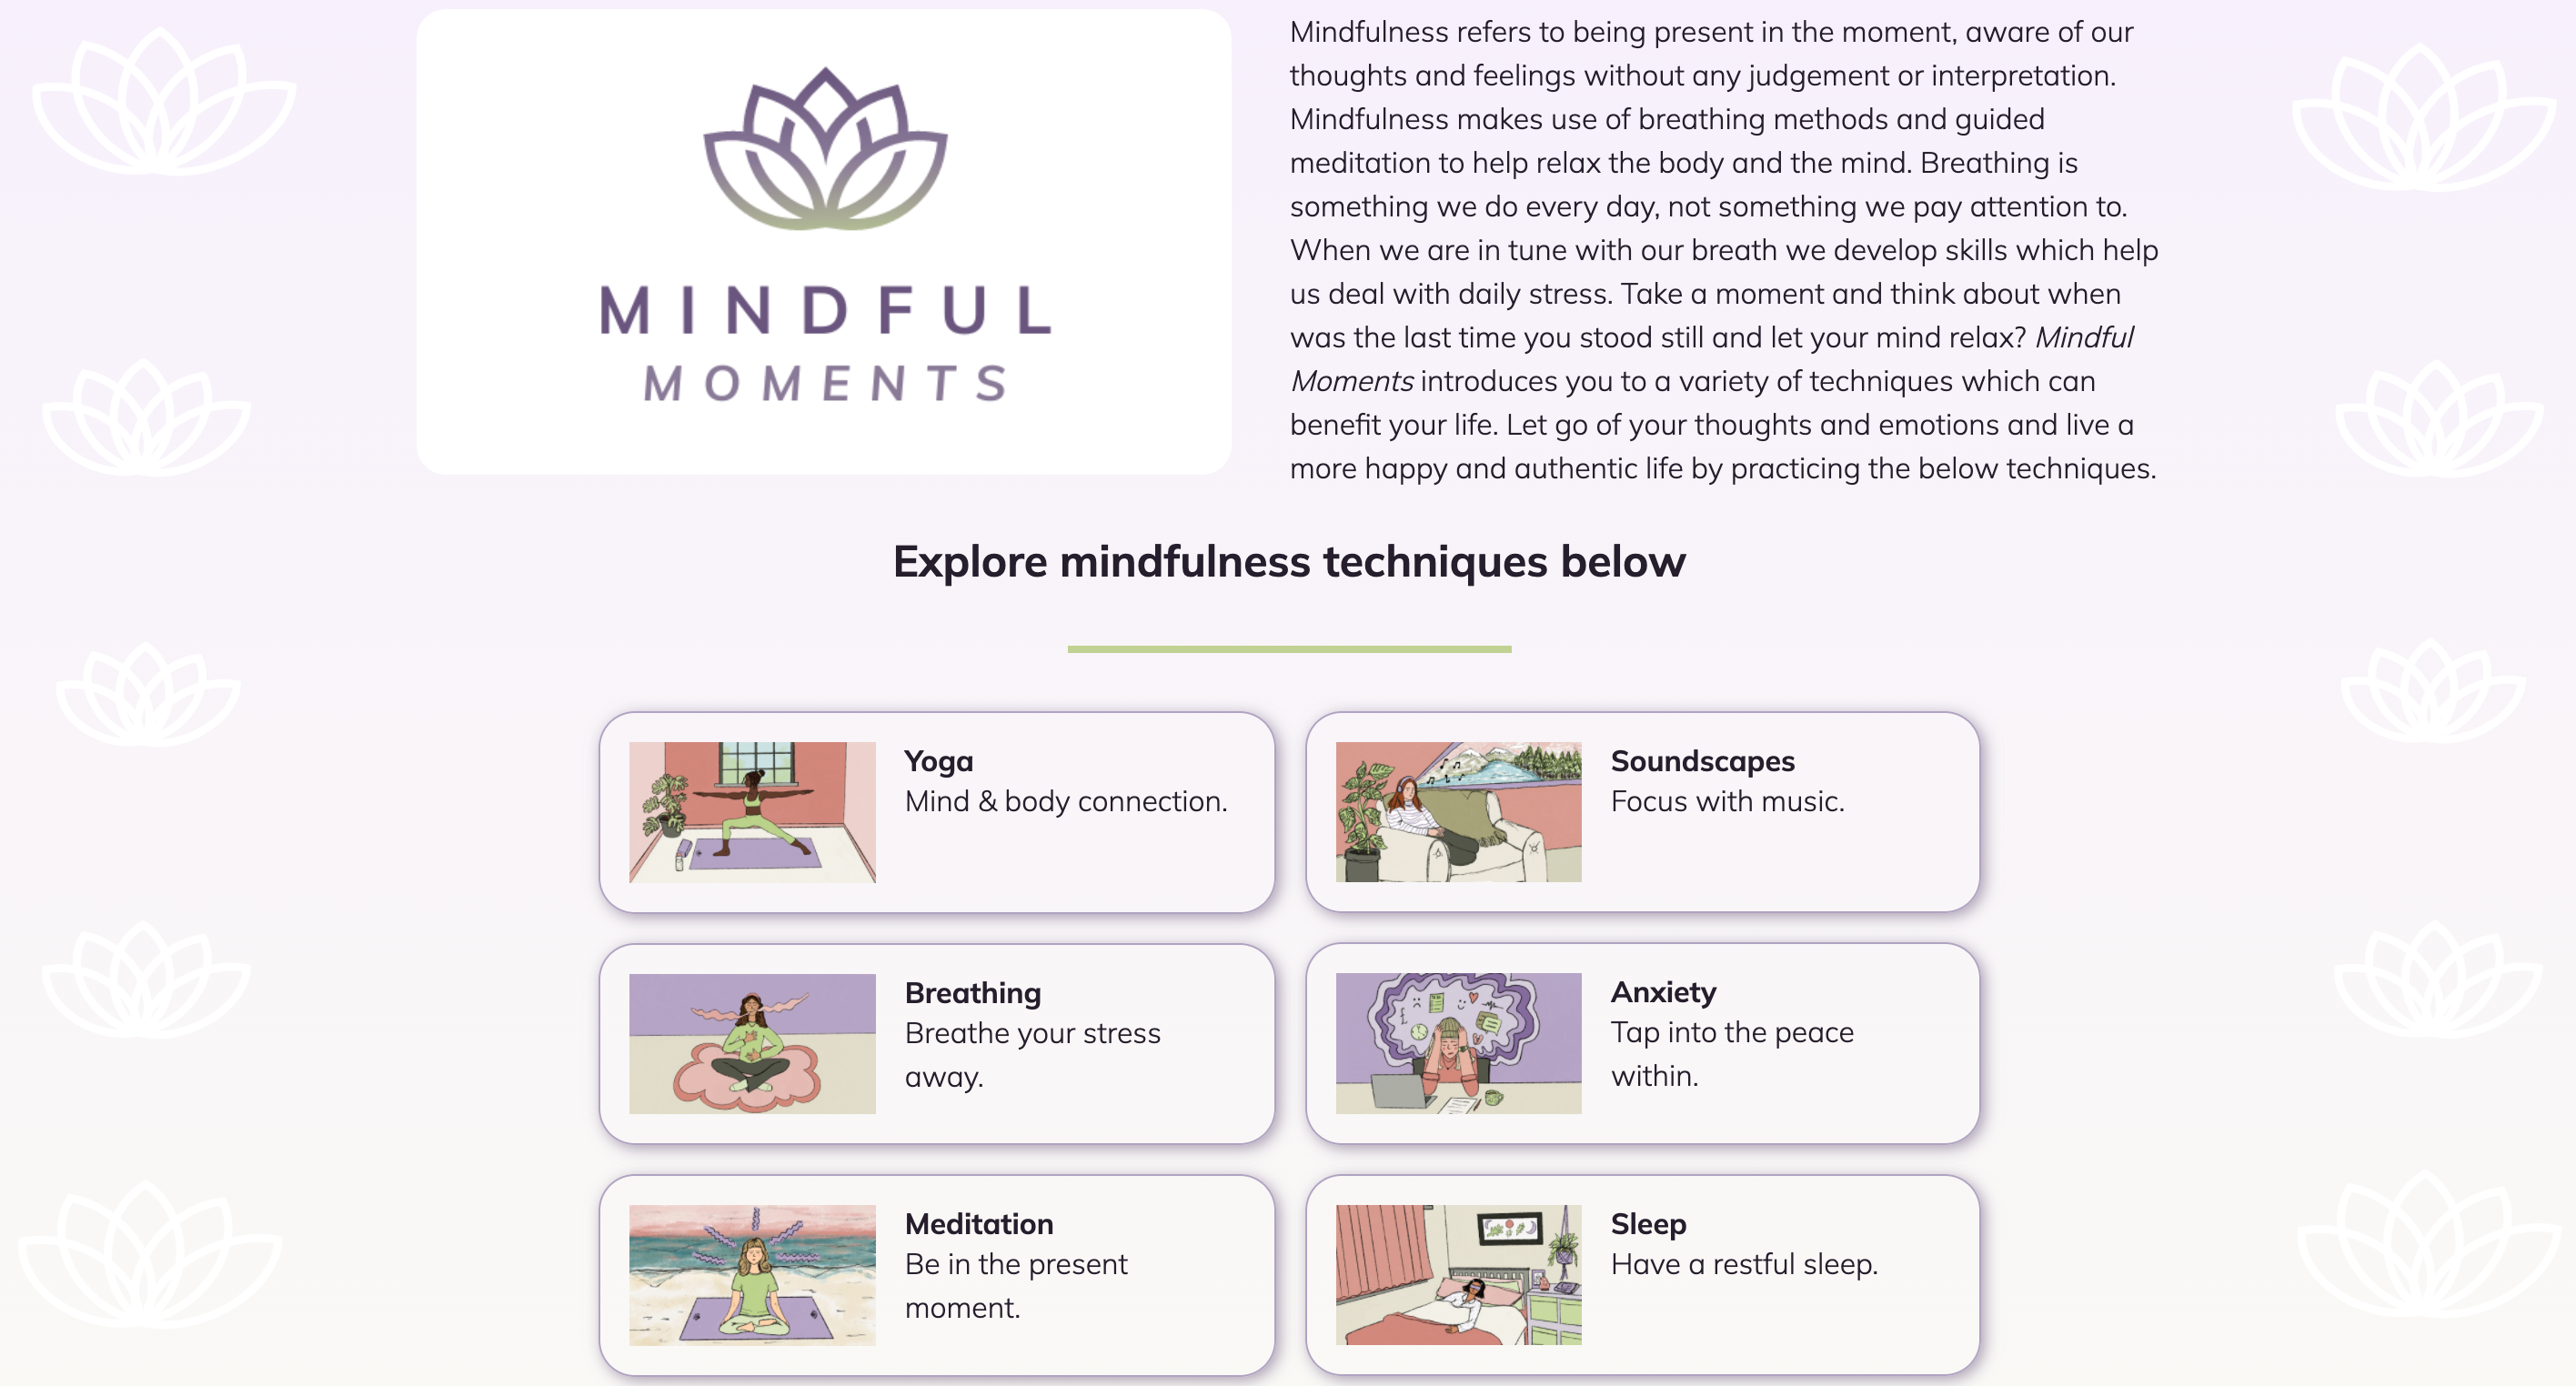 MINDFUL
MOMENTS
Mindfulness refers to being present in the moment, aware of our
thoughts and feelings without any judgement or interpretation.
Mindfulness makes use of breathing methods and guided
meditation to help relax the body and the mind. Breathing is
something we do every day, not something we pay attention to.
When we are in tune with our breath we develop skills which help
us deal with daily stress. Take a moment and think about when
was the last time you stood still and let your mind relax? Mindful
Moments introduces you to a variety of techniques which can
benefit your life. Let go of your thoughts and emotions and live a
more happy and authentic life by practicing the below techniques.
Explore mindfulness techniques below
Yoga
Mind & body connection.
Soundscapes
Focus with music.
Breathing
Breathe your stress
away.
Anxiety
Tap into the peace
within.
Meditation
Be in the present
moment.
Sleep
Have a restful sleep.